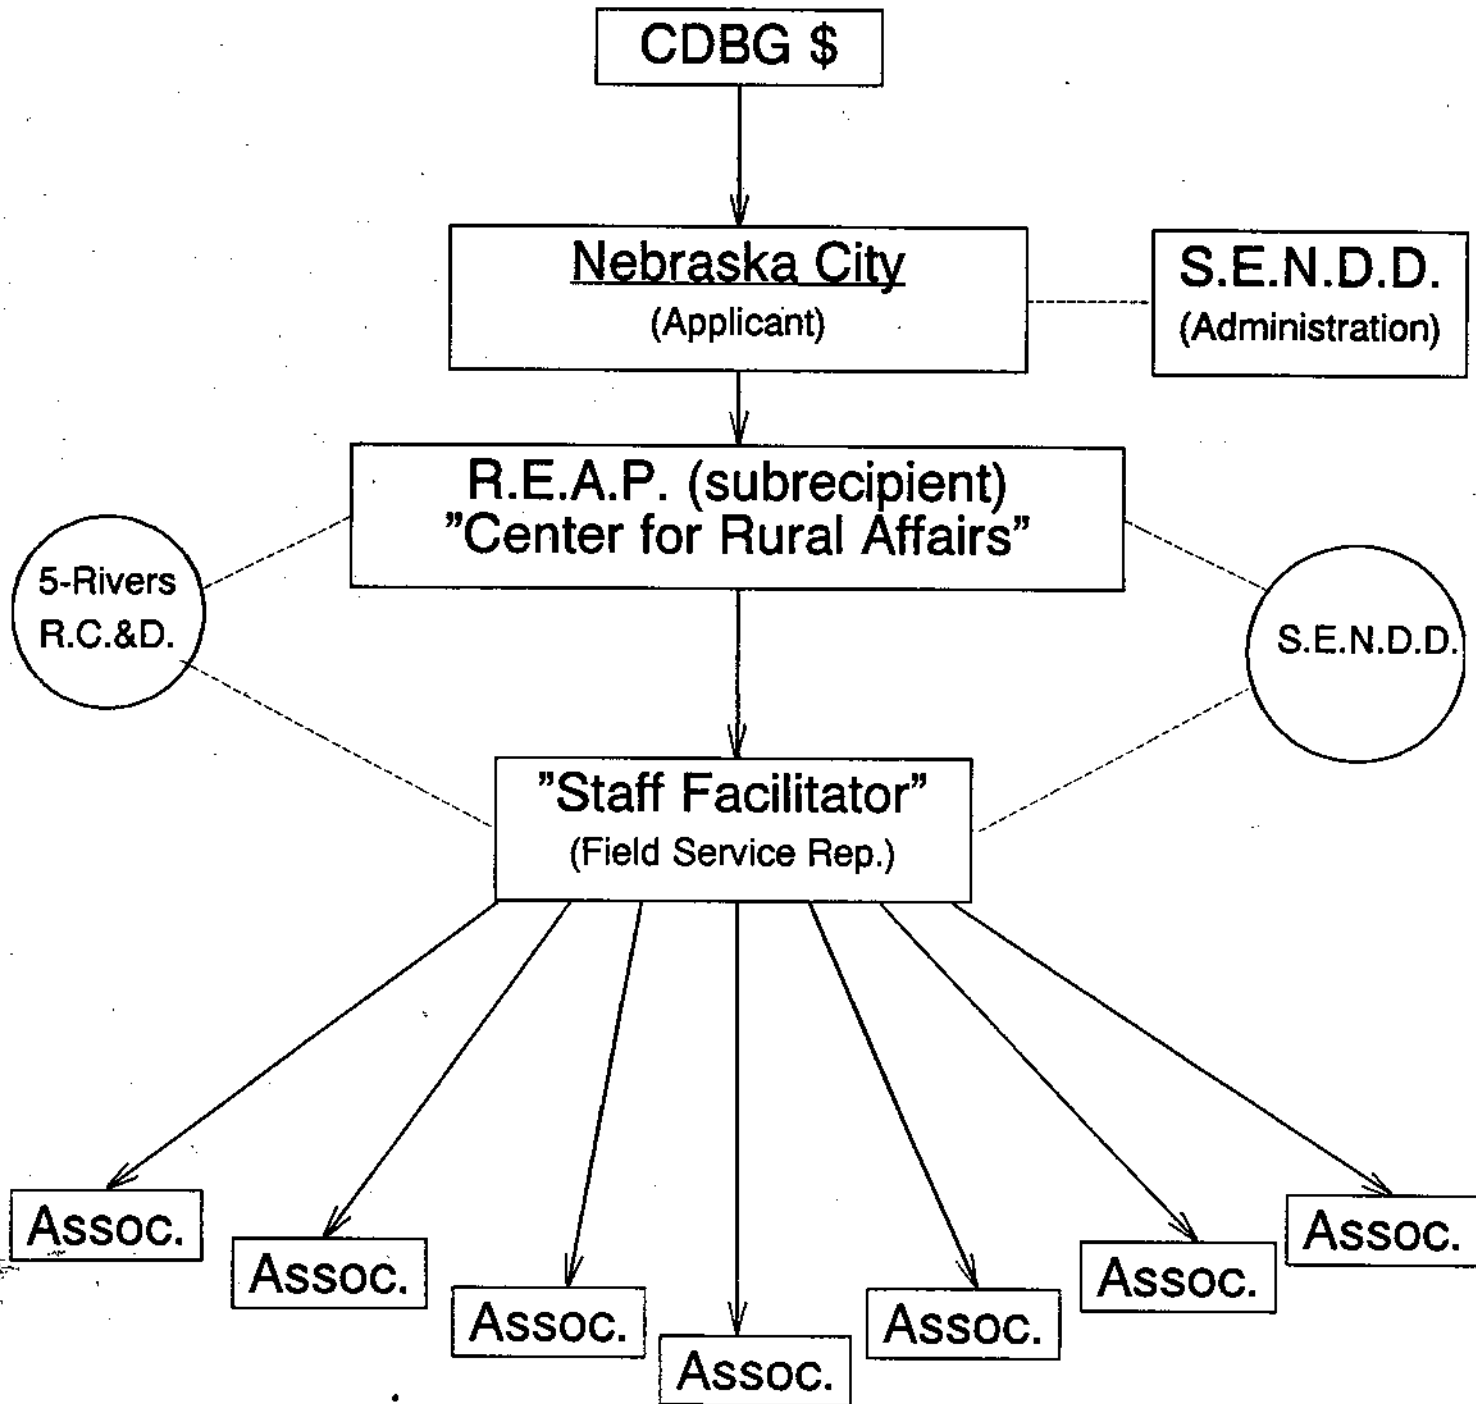 CDBG $
Nebraska City
(Applicant)
S.E.N.D.D.
(Administration)
R.E.A.P. (subrecipient)
”Center for Rural Affairs”
5-Rivers
R.C.&D.
S.E.N.D.D.
”Staff Facilitator”
(Field Service Rep.)
Assoc.
Assoc.
Assoc.
Assoc.
Assoc.
Assoc.
Assoc.